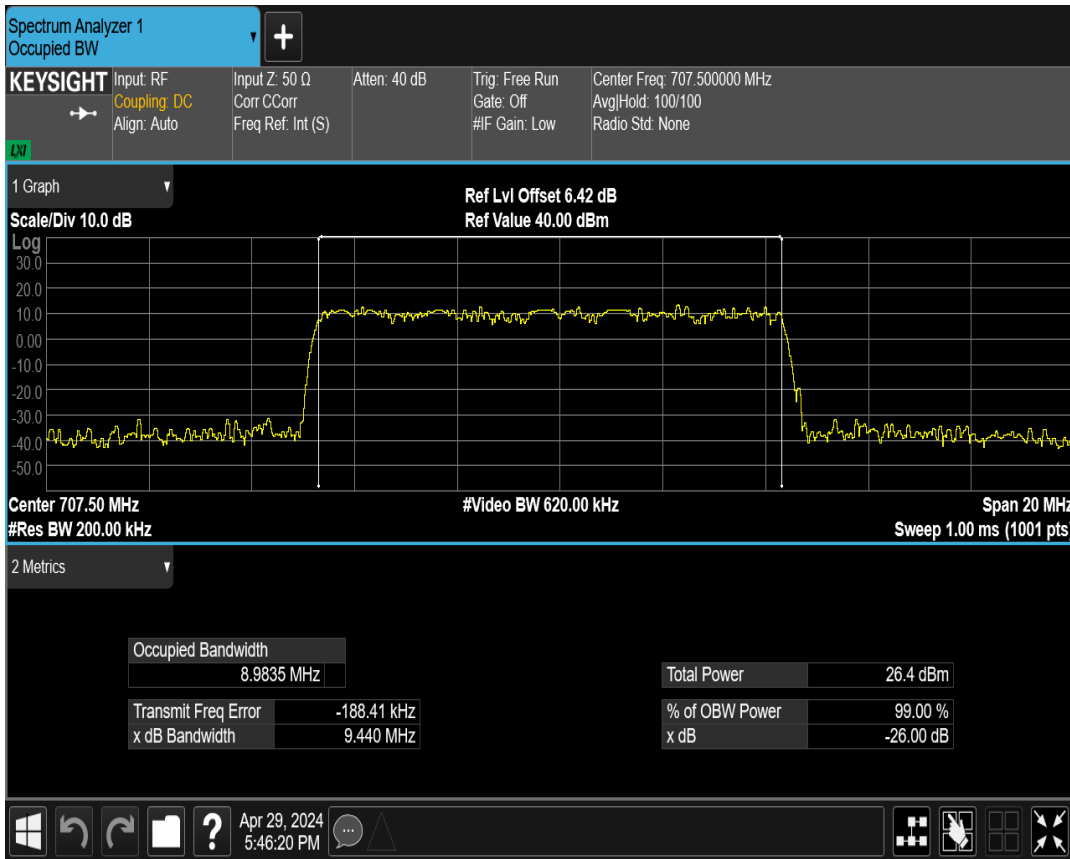 Spectrum Analyzer 1
Occupied BW
+
KEYSIGHT
LXI
Input: RF
Coupling: DC
Align: Auto
Input Z: 50 Ω
Corr CCorr
Freq Ref: Int (S)
Atten: 40 dB
Trig: Free Run
Gate: Off
#IF Gain: Low
Center Freq: 707.500000 MHz
Avg|Hold: 100/100
Radio Std: None
1 Graph
Scale/Div 10.0 dB
Ref Lvl Offset 6.42 dB
Ref Value 40.00 dBm
Log
30.0
20.0
10.0
0.00
-10.0
-20.0
-30.0
-40.0
-50.0
Center 707.50 MHz
#Res BW 200.00 kHz
#Video BW 620.00 kHz
Span 20 MHz
Sweep 1.00 ms (1001 pts)
2 Metrics
Occupied Bandwidth
8.9835 MHz
Transmit Freq Error -188.41 kHz
x dB Bandwidth 9.440 MHz
Total Power 26.4 dBm
% of OBW Power 99.00 %
x dB -26.00 dB
?
Apr 29, 2024
5:46:20 PM